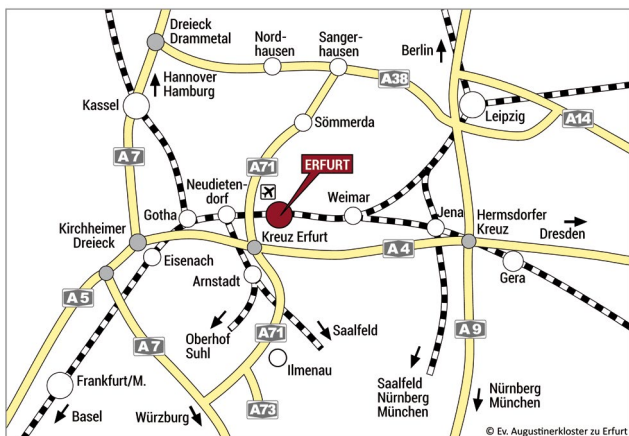 Dreieck
Drammetal
Nord-
hausen
Sanger-
hausen
Berlin
Hannover
Hamburg
A38
Kassel
Leipzig
A14
Sömmerda
A7
A71
ERFURT
Neudieten-
dorf
Weimar
Gotha
Jena
Hermsdorfer
Kreuz
Dresden
Kirchheimer
Dreieck
Kreuz Erfurt
A4
Eisenach
Gera
Arnstadt
A5
A71
A9
Oberhof
Suhl
Saalfeld
A7
Ilmenau
Frankfurt/M.
Saalfeld
Nürnberg
München
Nürnberg
München
Basel
Würzburg
A73
© Ev. Augustinerkloster zu Erfurt